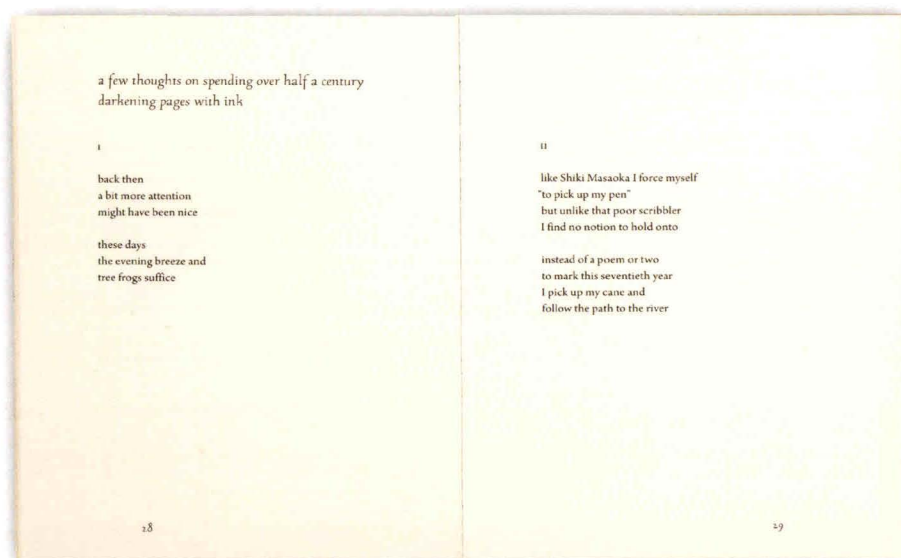 a few thoughts on spending over half a century
darkening pages with ink
I
back then
a bit more attention
might have been nice
these days
the evening breeze and
tree frogs suffice
28
II
like Shiki Masaoka I force myself
“to pick up my pen”
but unlike that poor scribbler
I find no notion to hold onto
instead of a poem or two
to mark this seventieth year
I pick up my cane and
follow the path to the river
29